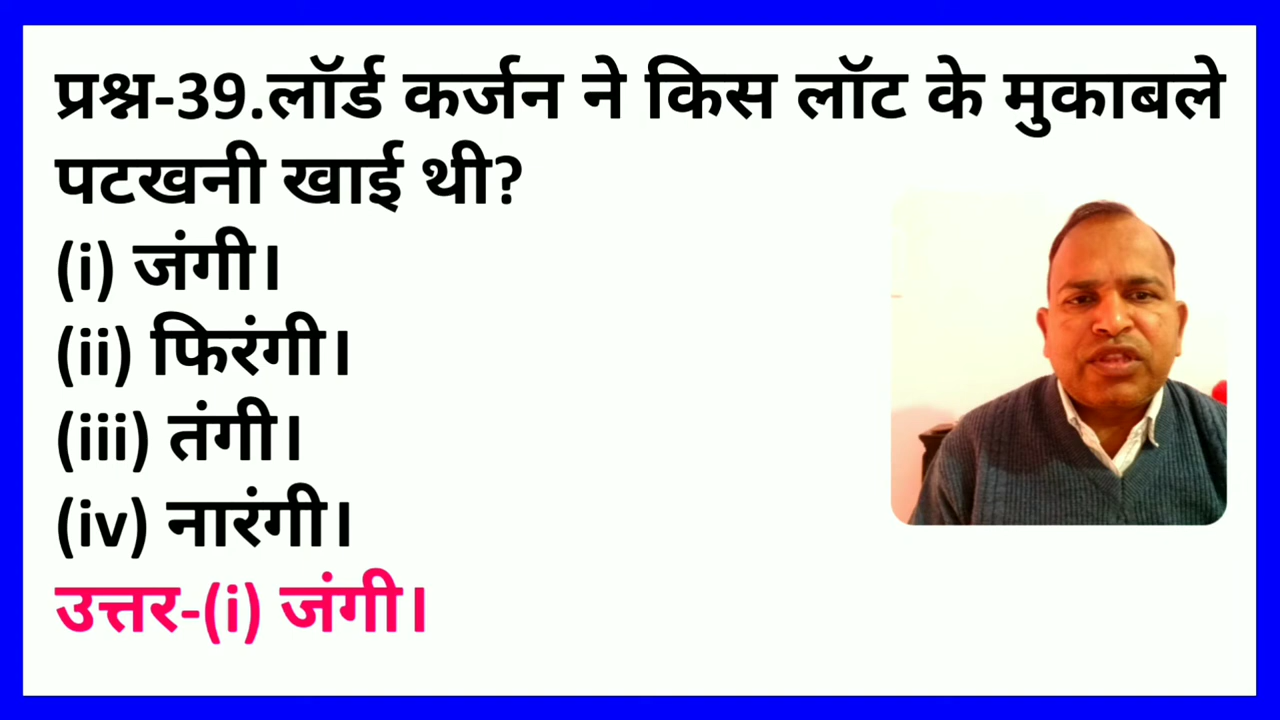 प्रश्न-39.लॉर्ड कर्जन ने किस लॉट के मुकाबले
पटखनी खाई थी?
(i) जंगी।
(ii) फिरंगी।
(iii) तंगी।
(iv) नारंगी।
उत्तर-(i) जंगी।